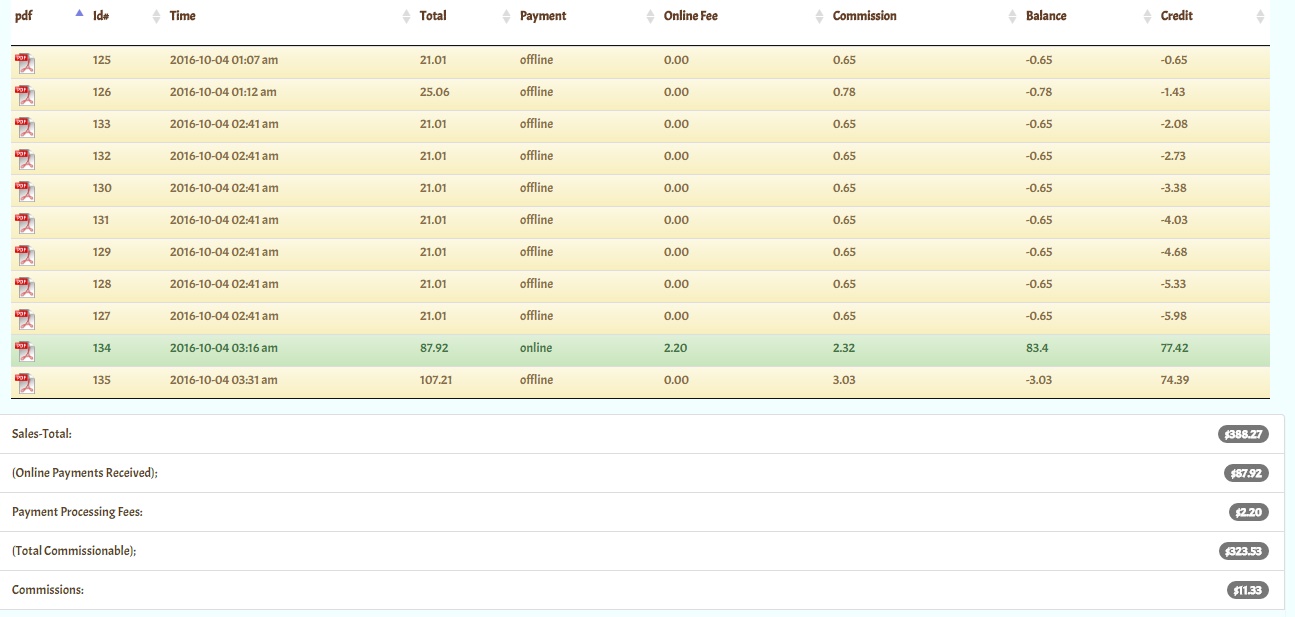 pdf Id# Time Total Payment Online Fee Commission Balance Credit
PDF 125 2016-10-04 01:07 am 21.01 offline 0.00 0.65 -0.65 -0.65
PDF 126 2016-10-04 01:12 am 25.06 offline 0.00 0.78 -0.78 -1.43
PDF 133 2016-10-04 02:41 am 21.01 offline 0.00 0.65 -0.65 -2.08
PDF 132 2016-10-04 02:41 am 21.01 offline 0.00 0.65 -0.65 -2.73
PDF 130 2016-10-04 02:41 am 21.01 offline 0.00 0.65 -0.65 -3.38
PDF 131 2016-10-04 02:41 am 21.01 offline 0.00 0.65 -0.65 -4.03
PDF 129 2016-10-04 02:41 am 21.01 offline 0.00 0.65 -0.65 -4.68
PDF 128 2016-10-04 02:41 am 21.01 offline 0.00 0.65 -0.65 -5.33
PDF 127 2016-10-04 02:41 am 21.01 offline 0.00 0.65 -0.65 -5.98
PDF 134 2016-10-04 03:16 am 87.92 online 2.20 2.32 83.4 77.42
PDF 135 2016-10-04 03:31 am 107.21 offline 0.00 3.03 -3.03 74.39
Sales-Total: $388.27
(Online Payments Received); $87.92
Payment Processing Fees: $2.20
(Total Commissionable); $323.53
Commissions: $11.33